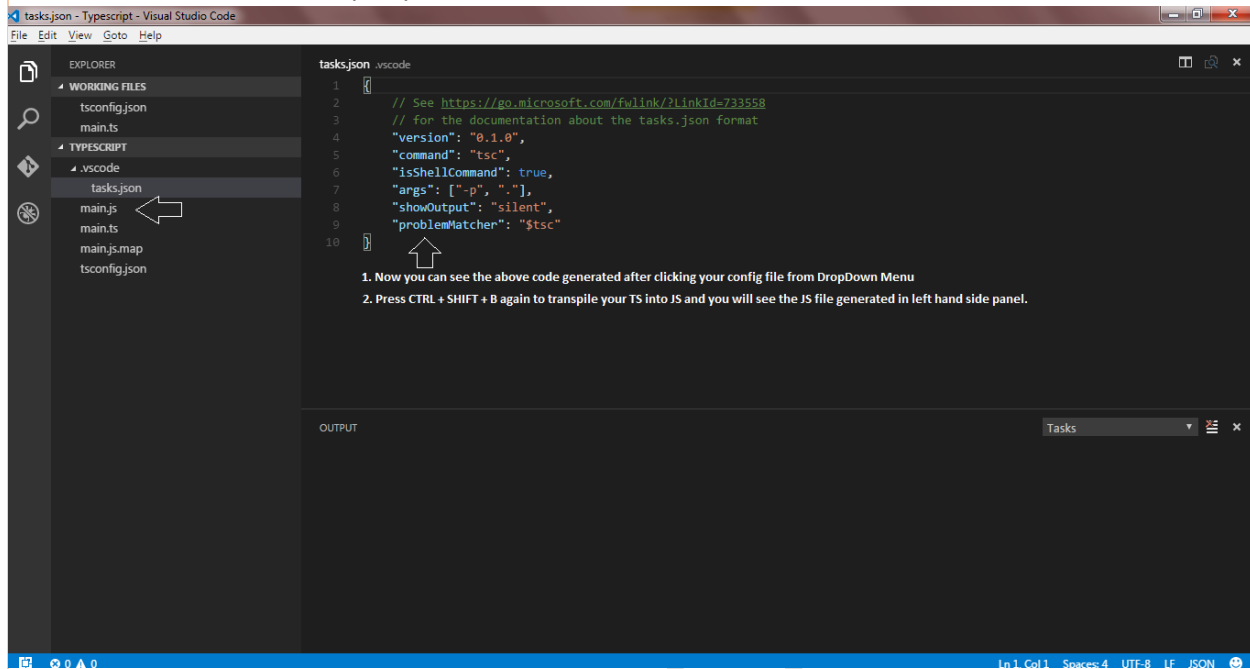 tasks.json - Typescript - Visual Studio Code
File Edit View Goto Help
EXPLORER
WORKING FILES
tsconfig.json
main.ts
TYPESCRIPT
.vscode
tasks.json
main.js
main.ts
main.js.map
tsconfig.json
tasks.json .vscode
1 {
2 // See https://go.microsoft.com/fwlink/?LinkId=733558
3 // for the documentation about the tasks.json format
4 "version": "0.1.0",
5 "command": "tsc",
6 "isShellCommand": true,
7 "args": ["-p", "."],
8 "showOutput": "silent",
9 "problemMatcher": "$tsc"
10 }
1. Now you can see the above code generated after clicking your config file from DropDown Menu
2. Press CTRL + SHIFT + B again to transpile your TS into JS and you will see the JS file generated in left hand side panel.
OUTPUT
Tasks
0 0
Ln 1, Col 1 Spaces: 4 UTF-8 LF JSON